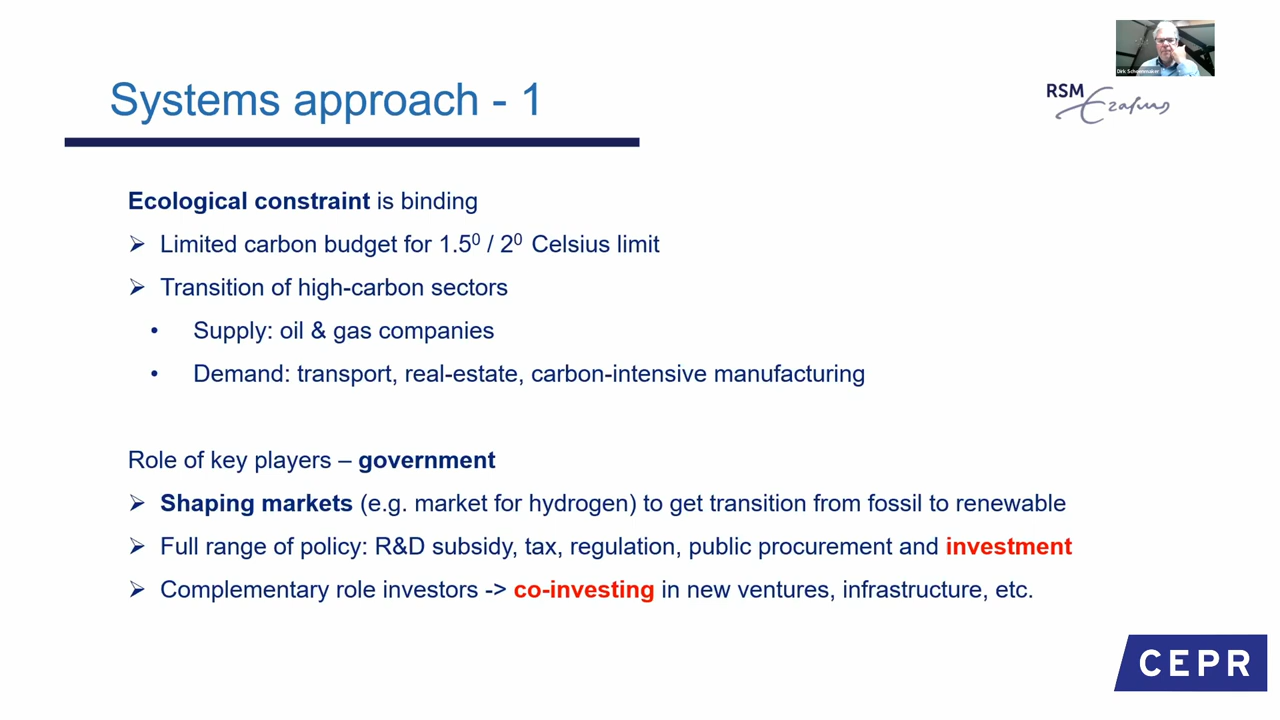 Dirk Schoenmaker
Systems approach - 1
RSM
Erasmus
Ecological constraint is binding
➢ Limited carbon budget for 1.5⁰ / 2⁰ Celsius limit
➢ Transition of high-carbon sectors
• Supply: oil & gas companies
• Demand: transport, real-estate, carbon-intensive manufacturing
Role of key players – government
➢ Shaping markets (e.g. market for hydrogen) to get transition from fossil to renewable
➢ Full range of policy: R&D subsidy, tax, regulation, public procurement and investment
➢ Complementary role investors -> co-investing in new ventures, infrastructure, etc.
CEPR